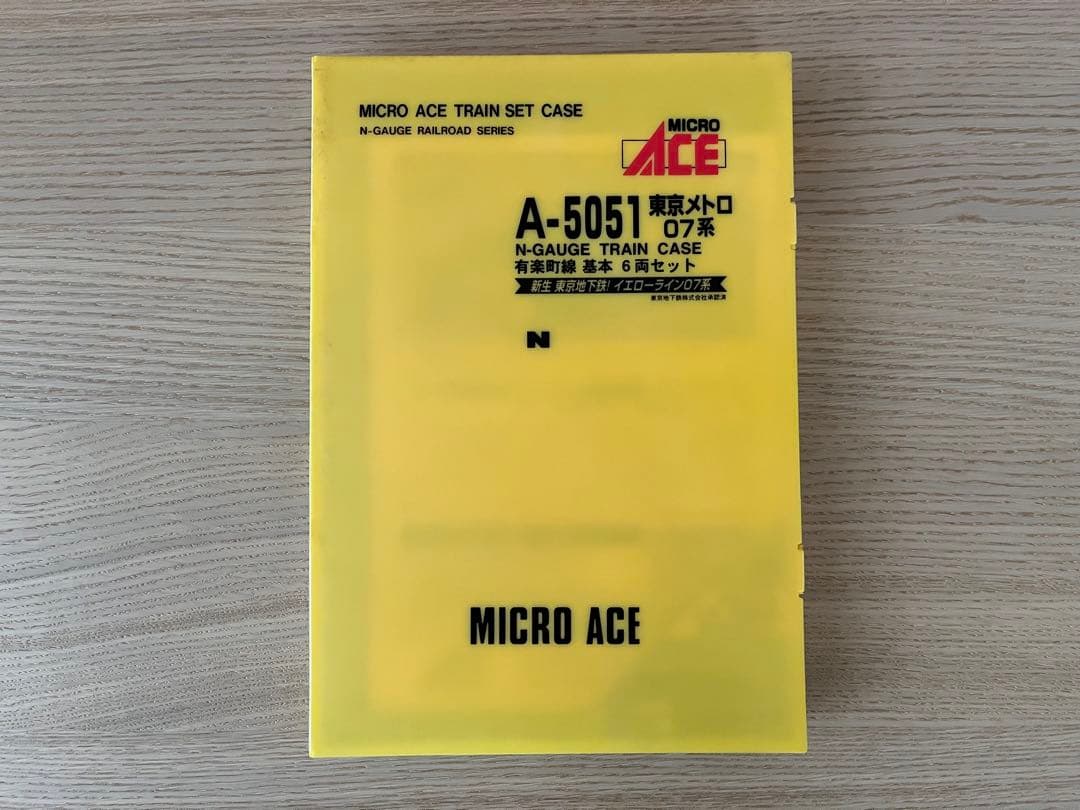 MICRO ACE TRAIN SET CASE
N-GAUGE RAILROAD SERIES
MICRO
ACE
A-5051 東京メトロ
07系
N-GAUGE TRAIN CASE
有楽町線 基本 6両セット
新生 東京地下鉄! イエローライン07系
東京地下鉄株式会社承認済
N
MICRO ACE